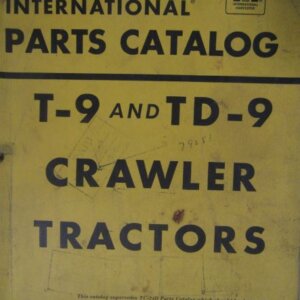 INTERNATIONAL®
PARTS CATALOG
T-9 AND TD-9
CRAWLER
TRACTORS